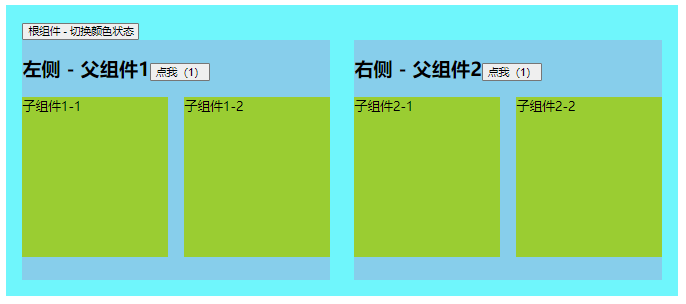 根组件 - 切换颜色状态
左侧 - 父组件1 点我（1）
子组件1-1
子组件1-2
右侧 - 父组件2 点我（1）
子组件2-1
子组件2-2